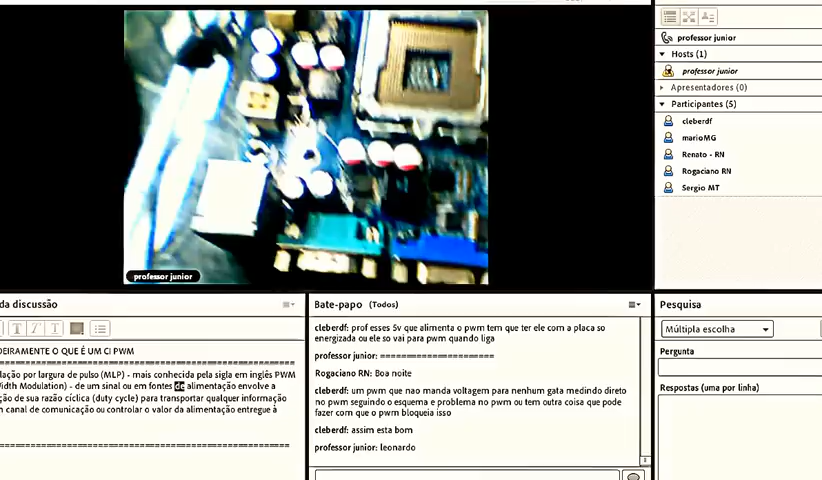 professor junior
Hosts (1)
professor junior
Apresentadores (0)
Participantes (5)
cleberdf
marioMG
Renato - RN
Rogaciano RN
Sergio MT
professor junior
da discussão
DEIRAMENTE O QUE É UM CI PWM
=====================================================
lação por largura de pulso (MLP) - mais conhecida pela sigla em inglês PWM
Width Modulation) - de um sinal ou em fontes de alimentação envolve a
ção de sua razão cíclica (duty cycle) para transportar qualquer informação
m canal de comunicação ou controlar o valor da alimentação entregue à
=====================================================
Bate-papo (Todos)
cleberdf: prof esses 5v que alimenta o pwm tem que ter ele com a placa so
energizada ou ele so vai para pwm quando liga
professor junior: ======================
Rogaciano RN: Boa noite
cleberdf: um pwm que nao manda voltagem para nenhum gata medindo direto
no pwm seguindo o esquema e problema no pwm ou tem outra coisa que pode
fazer com que o pwm bloqueia isso
cleberdf: assim esta bom
professor junior: leonardo
Pesquisa
Múltipla escolha
Pergunta
Respostas (uma por linha)